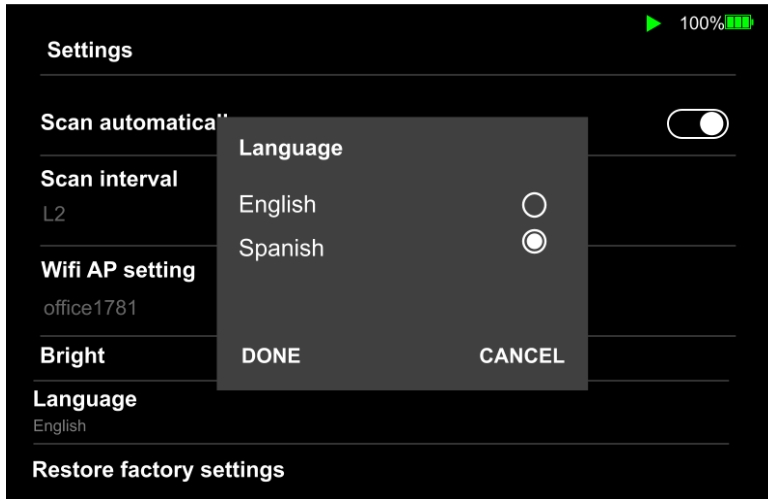 100%
Settings
Scan automatical
Language
Scan interval
English
L2
Spanish
Wifi AP setting
office1781
Bright
DONE
CANCEL
Language
English
Restore factory settings